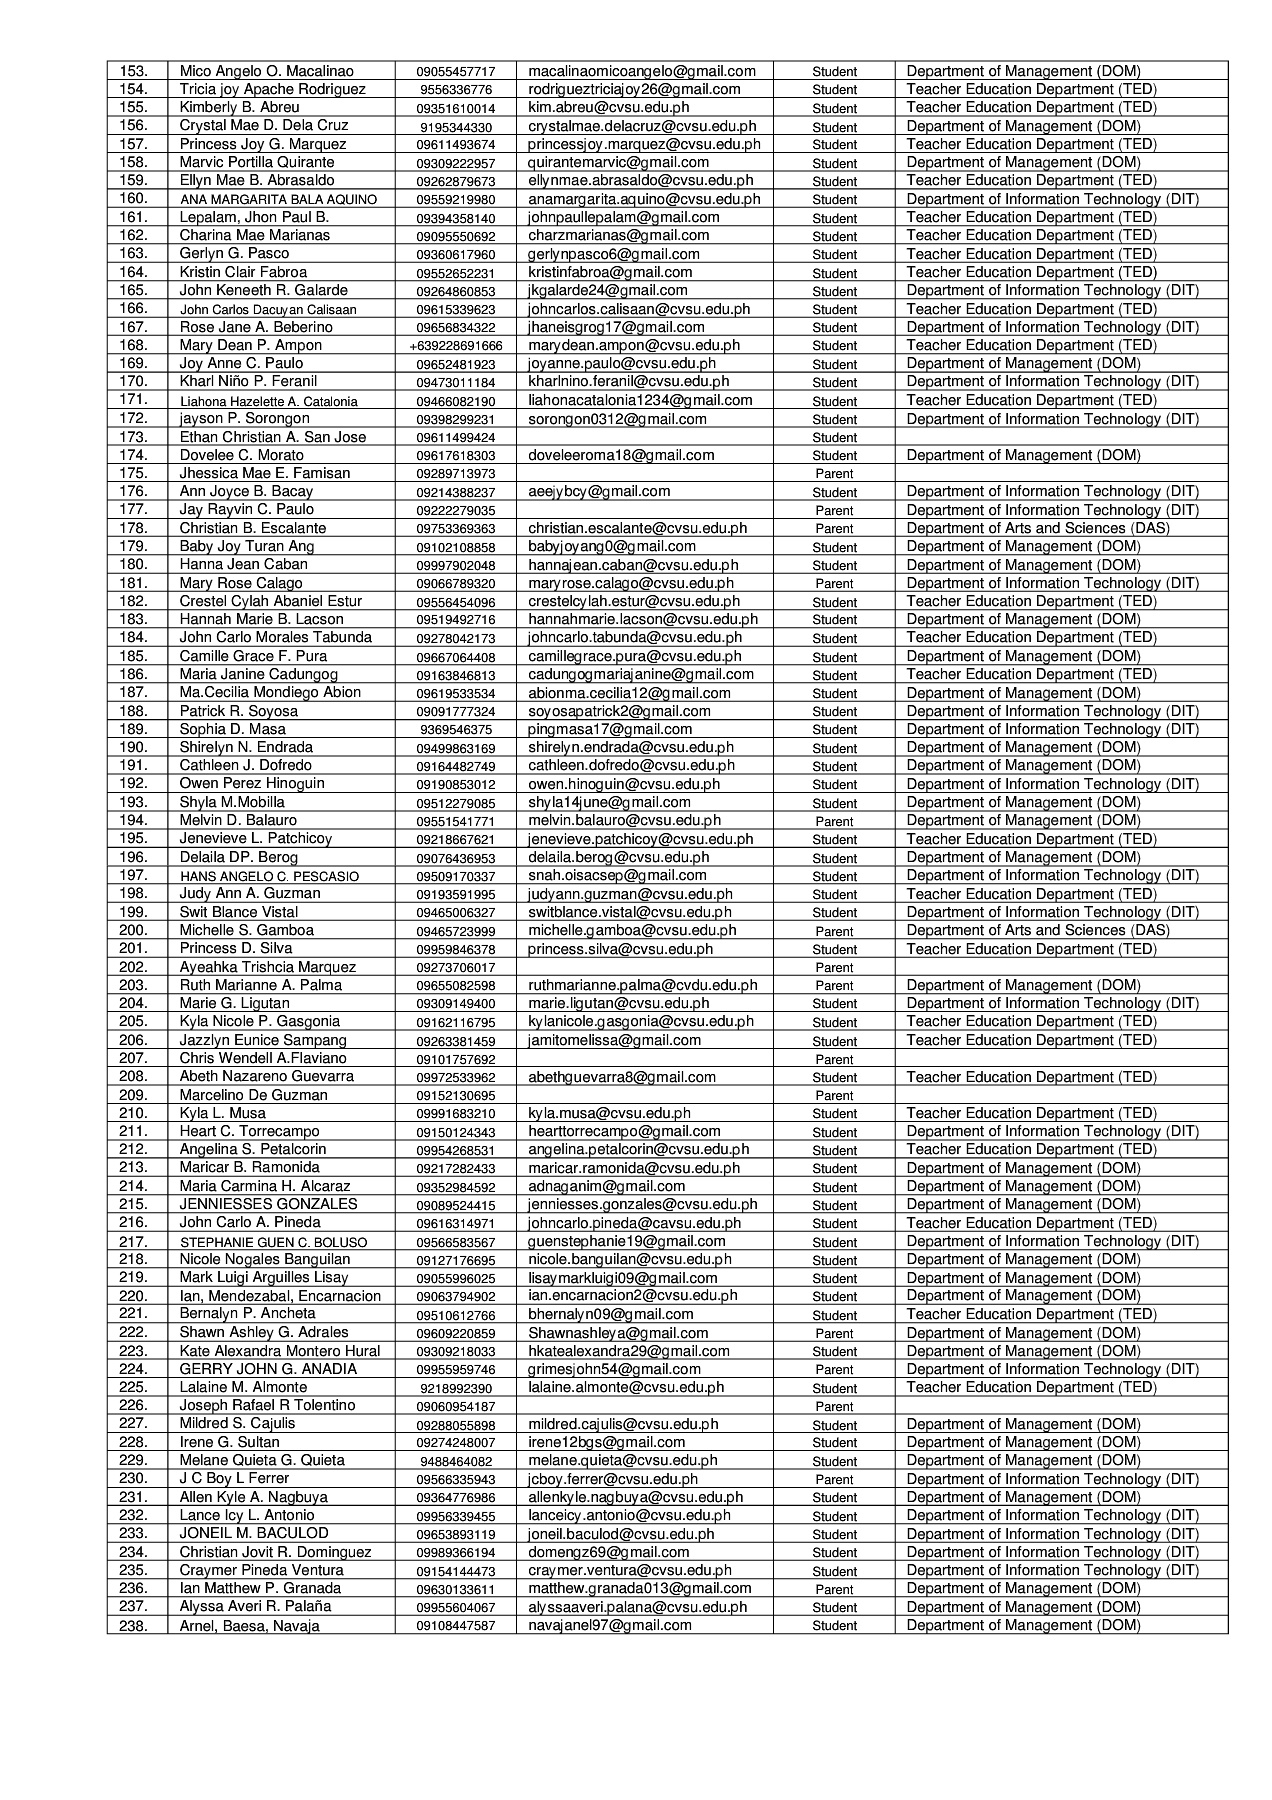 153. Mico Angelo O. Macalinao 09055457717 macalinaomicoangelo@gmail.com Student Department of Management (DOM)
154. Tricia joy Apache Rodriguez 9556336776 rodrigueztriciajoy26@gmail.com Student Teacher Education Department (TED)
155. Kimberly B. Abreu 09351610014 kim.abreu@cvsu.edu.ph Student Teacher Education Department (TED)
156. Crystal Mae D. Dela Cruz 9195344330 crystalmae.delacruz@cvsu.edu.ph Student Department of Management (DOM)
157. Princess Joy G. Marquez 09611493674 princessjoy.marquez@cvsu.edu.ph Student Teacher Education Department (TED)
158. Marvic Portilla Quirante 09309222957 quirantemarvic@gmail.com Student Department of Management (DOM)
159. Ellyn Mae B. Abrasaldo 09262879673 ellynmae.abrasaldo@cvsu.edu.ph Student Teacher Education Department (TED)
160. ANA MARGARITA BALA AQUINO 09559219980 anamargarita.aquino@cvsu.edu.ph Student Department of Information Technology (DIT)
161. Lepalam, Jhon Paul B. 09394358140 johnpaullepalam@gmail.com Student Teacher Education Department (TED)
162. Charina Mae Marianas 09095550692 charzmarianas@gmail.com Student Teacher Education Department (TED)
163. Gerlyn G. Pasco 09360617960 gerlynpasco6@gmail.com Student Teacher Education Department (TED)
164. Kristin Clair Fabroa 09552652231 kristinfabroa@gmail.com Student Teacher Education Department (TED)
165. John Keneeth R. Galarde 09264860853 jkgalarde24@gmail.com Student Department of Information Technology (DIT)
166. John Carlos Dacuyan Calisaan 09615339623 johncarlos.calisaan@cvsu.edu.ph Student Teacher Education Department (TED)
167. Rose Jane A. Beberino 09656834322 jhaneisgrog17@gmail.com Student Department of Information Technology (DIT)
168. Mary Dean P. Ampon +639228691666 marydean.ampon@cvsu.edu.ph Student Teacher Education Department (TED)
169. Joy Anne C. Paulo 09652481923 joyanne.paulo@cvsu.edu.ph Student Department of Management (DOM)
170. Kharl Niño P. Feranil 09473011184 kharlnino.feranil@cvsu.edu.ph Student Department of Information Technology (DIT)
171. Liahona Hazelette A. Catalonia 09466082190 liahonacatalonia1234@gmail.com Student Teacher Education Department (TED)
172. jayson P. Sorongon 09398299231 sorongon0312@gmail.com Student Department of Information Technology (DIT)
173. Ethan Christian A. San Jose 09611499424 Student
174. Dovelee C. Morato 09617618303 doveleeroma18@gmail.com Student Department of Management (DOM)
175. Jhessica Mae E. Famisan 09289713973 Parent
176. Ann Joyce B. Bacay 09214388237 aeejybcy@gmail.com Student Department of Information Technology (DIT)
177. Jay Rayvin C. Paulo 09222279035 Parent Department of Information Technology (DIT)
178. Christian B. Escalante 09753369363 christian.escalante@cvsu.edu.ph Parent Department of Arts and Sciences (DAS)
179. Baby Joy Turan Ang 09102108858 babyjoyang0@gmail.com Student Department of Management (DOM)
180. Hanna Jean Caban 09997902048 hannajean.caban@cvsu.edu.ph Student Department of Management (DOM)
181. Mary Rose Calago 09066789320 maryrose.calago@cvsu.edu.ph Parent Department of Information Technology (DIT)
182. Crestel Cylah Abaniel Estur 09556454096 crestelcylah.estur@cvsu.edu.ph Student Teacher Education Department (TED)
183. Hannah Marie B. Lacson 09519492716 hannahmarie.lacson@cvsu.edu.ph Student Department of Management (DOM)
184. John Carlo Morales Tabunda 09278042173 johncarlo.tabunda@cvsu.edu.ph Student Teacher Education Department (TED)
185. Camille Grace F. Pura 09667064408 camillegrace.pura@cvsu.edu.ph Student Department of Management (DOM)
186. Maria Janine Cadungog 09163846813 cadungogmariajanine@gmail.com Student Teacher Education Department (TED)
187. Ma.Cecilia Mondiego Abion 09619533534 abionma.cecilia12@gmail.com Student Department of Management (DOM)
188. Patrick R. Soyosa 09091777324 soyosapatrick2@gmail.com Student Department of Information Technology (DIT)
189. Sophia D. Masa 9369546375 pingmasa17@gmail.com Student Department of Information Technology (DIT)
190. Shirelyn N. Endrada 09499863169 shirelyn.endrada@cvsu.edu.ph Student Department of Management (DOM)
191. Cathleen J. Dofredo 09164482749 cathleen.dofredo@cvsu.edu.ph Student Department of Management (DOM)
192. Owen Perez Hinoguin 09190853012 owen.hinoguin@cvsu.edu.ph Student Department of Information Technology (DIT)
193. Shyla M.Mobilla 09512279085 shyla14june@gmail.com Student Department of Management (DOM)
194. Melvin D. Balauro 09551541771 melvin.balauro@cvsu.edu.ph Parent Department of Management (DOM)
195. Jenevieve L. Patchicoy 09218667621 jenevieve.patchicoy@cvsu.edu.ph Student Teacher Education Department (TED)
196. Delaila DP. Berog 09076436953 delaila.berog@cvsu.edu.ph Student Department of Management (DOM)
197. HANS ANGELO C. PESCASIO 09509170337 snah.oisacsep@gmail.com Student Department of Information Technology (DIT)
198. Judy Ann A. Guzman 09193591995 judyann.guzman@cvsu.edu.ph Student Teacher Education Department (TED)
199. Swit Blance Vistal 09465006327 switblance.vistal@cvsu.edu.ph Student Department of Information Technology (DIT)
200. Michelle S. Gamboa 09465723999 michelle.gamboa@cvsu.edu.ph Parent Department of Arts and Sciences (DAS)
201. Princess D. Silva 09959846378 princess.silva@cvsu.edu.ph Student Teacher Education Department (TED)
202. Ayeahka Trishcia Marquez 09273706017 Parent
203. Ruth Marianne A. Palma 09655082598 ruthmarianne.palma@cvdu.edu.ph Parent Department of Management (DOM)
204. Marie G. Ligutan 09309149400 marie.ligutan@cvsu.edu.ph Student Department of Information Technology (DIT)
205. Kyla Nicole P. Gasgonia 09162116795 kylanicole.gasgonia@cvsu.edu.ph Student Teacher Education Department (TED)
206. Jazzlyn Eunice Sampang 09263381459 jamitomelissa@gmail.com Student Teacher Education Department (TED)
207. Chris Wendell A.Flaviano 09101757692 Parent
208. Abeth Nazareno Guevarra 09972533962 abethguevarra8@gmail.com Student Teacher Education Department (TED)
209. Marcelino De Guzman 09152130695 Parent
210. Kyla L. Musa 09991683210 kyla.musa@cvsu.edu.ph Student Teacher Education Department (TED)
211. Heart C. Torrecampo 09150124343 hearttorrecampo@gmail.com Student Department of Information Technology (DIT)
212. Angelina S. Petalcorin 09954268531 angelina.petalcorin@cvsu.edu.ph Student Teacher Education Department (TED)
213. Maricar B. Ramonida 09217282433 maricar.ramonida@cvsu.edu.ph Student Department of Management (DOM)
214. Maria Carmina H. Alcaraz 09352984592 adnaganim@gmail.com Student Department of Management (DOM)
215. JENNIESSES GONZALES 09089524415 jenniesses.gonzales@cvsu.edu.ph Student Department of Management (DOM)
216. John Carlo A. Pineda 09616314971 johncarlo.pineda@cavsu.edu.ph Student Teacher Education Department (TED)
217. STEPHANIE GUEN C. BOLUSO 09566583567 guenstephanie19@gmail.com Student Department of Information Technology (DIT)
218. Nicole Nogales Banguilan 09127176695 nicole.banguilan@cvsu.edu.ph Student Department of Management (DOM)
219. Mark Luigi Arguilles Lisay 09055996025 lisaymarkluigi09@gmail.com Student Department of Management (DOM)
220. Ian, Mendezabal, Encarnacion 09063794902 ian.encarnacion2@cvsu.edu.ph Student Department of Management (DOM)
221. Bernalyn P. Ancheta 09510612766 bhernalyn09@gmail.com Student Teacher Education Department (TED)
222. Shawn Ashley G. Adrales 09609220859 Shawnashleya@gmail.com Parent Department of Management (DOM)
223. Kate Alexandra Montero Hural 09309218033 hkatealexandra29@gmail.com Student Department of Management (DOM)
224. GERRY JOHN G. ANADIA 09955959746 grimesjohn54@gmail.com Parent Department of Information Technology (DIT)
225. Lalaine M. Almonte 9218992390 lalaine.almonte@cvsu.edu.ph Student Teacher Education Department (TED)
226. Joseph Rafael R Tolentino 09060954187 Parent
227. Mildred S. Cajulis 09288055898 mildred.cajulis@cvsu.edu.ph Student Department of Management (DOM)
228. Irene G. Sultan 09274248007 irene12bgs@gmail.com Student Department of Management (DOM)
229. Melane Quieta G. Quieta 9488464082 melane.quieta@cvsu.edu.ph Student Department of Management (DOM)
230. J C Boy L Ferrer 09566335943 jcboy.ferrer@cvsu.edu.ph Parent Department of Information Technology (DIT)
231. Allen Kyle A. Nagbuya 09364776986 allenkyle.nagbuya@cvsu.edu.ph Student Department of Management (DOM)
232. Lance Icy L. Antonio 09956339455 lanceicy.antonio@cvsu.edu.ph Student Department of Information Technology (DIT)
233. JONEIL M. BACULOD 09653893119 joneil.baculod@cvsu.edu.ph Student Department of Information Technology (DIT)
234. Christian Jovit R. Dominguez 09989366194 domengz69@gmail.com Student Department of Information Technology (DIT)
235. Craymer Pineda Ventura 09154144473 craymer.ventura@cvsu.edu.ph Student Department of Information Technology (DIT)
236. Ian Matthew P. Granada 09630133611 matthew.granada013@gmail.com Parent Department of Management (DOM)
237. Alyssa Averi R. Palaña 09955604067 alyssaaveri.palana@cvsu.edu.ph Student Department of Management (DOM)
238. Arnel, Baesa, Navaja 09108447587 navajanel97@gmail.com Student Department of Management (DOM)